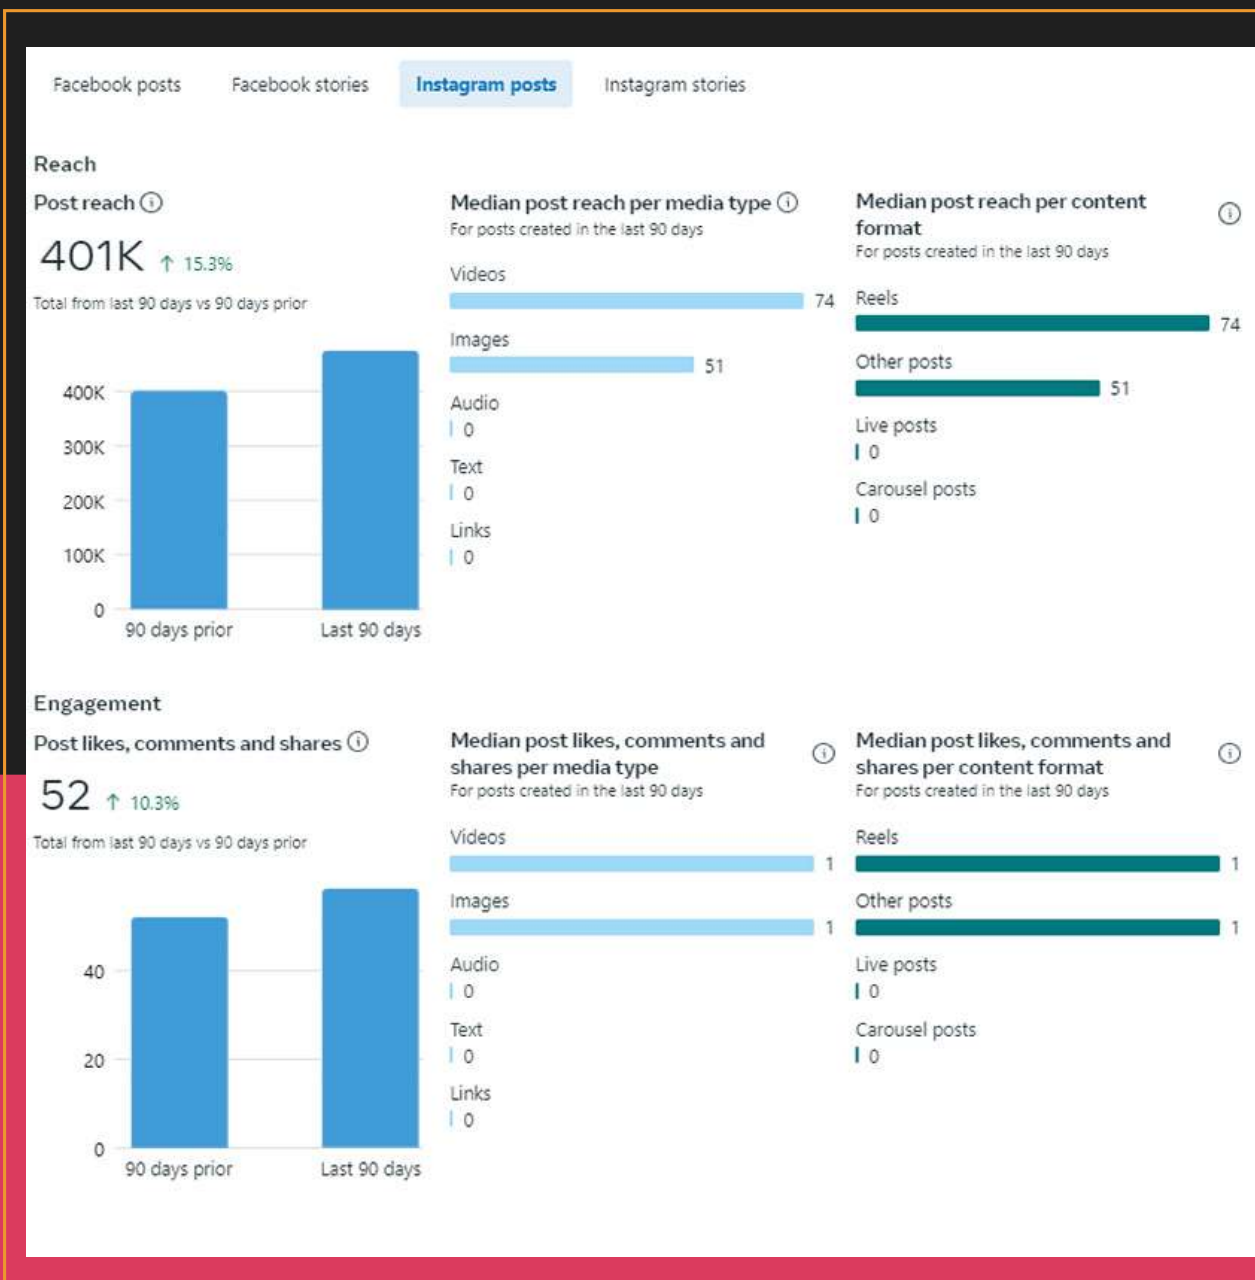 Facebook posts Facebook stories Instagram posts Instagram stories
Reach
Post reach
401K ↑ 15.3%
Total from last 90 days vs 90 days prior
400K
300K
200K
100K
0
90 days prior Last 90 days
Median post reach per media type
For posts created in the last 90 days
Videos
74
Images
51
Audio
0
Text
0
Links
0
Median post reach per content
format
For posts created in the last 90 days
Reels
74
Other posts
51
Live posts
0
Carousel posts
0
Engagement
Post likes, comments and shares
52 ↑ 10.3%
Total from last 90 days vs 90 days prior
40
20
0
90 days prior Last 90 days
Median post likes, comments and
shares per media type
For posts created in the last 90 days
Videos
1
Images
1
Audio
0
Text
0
Links
0
Median post likes, comments and
shares per content format
For posts created in the last 90 days
Reels
1
Other posts
1
Live posts
0
Carousel posts
0